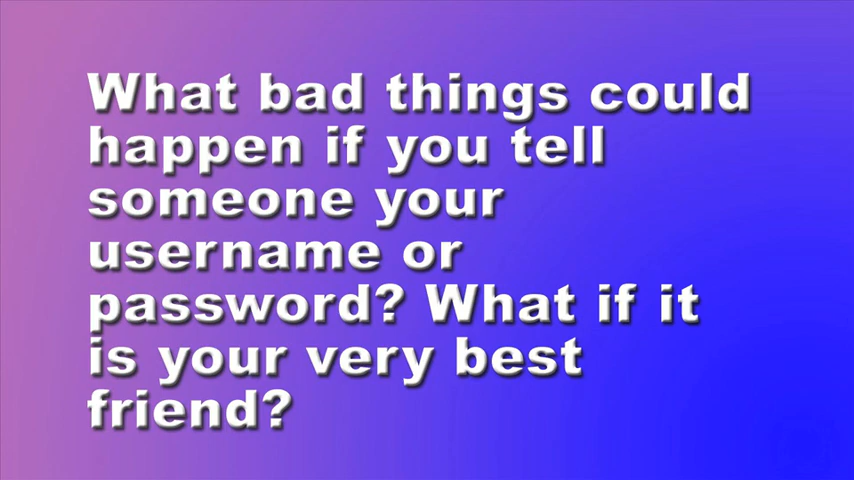 What bad things could
happen if you tell
someone your
username or
password? What if it
is your very best
friend?